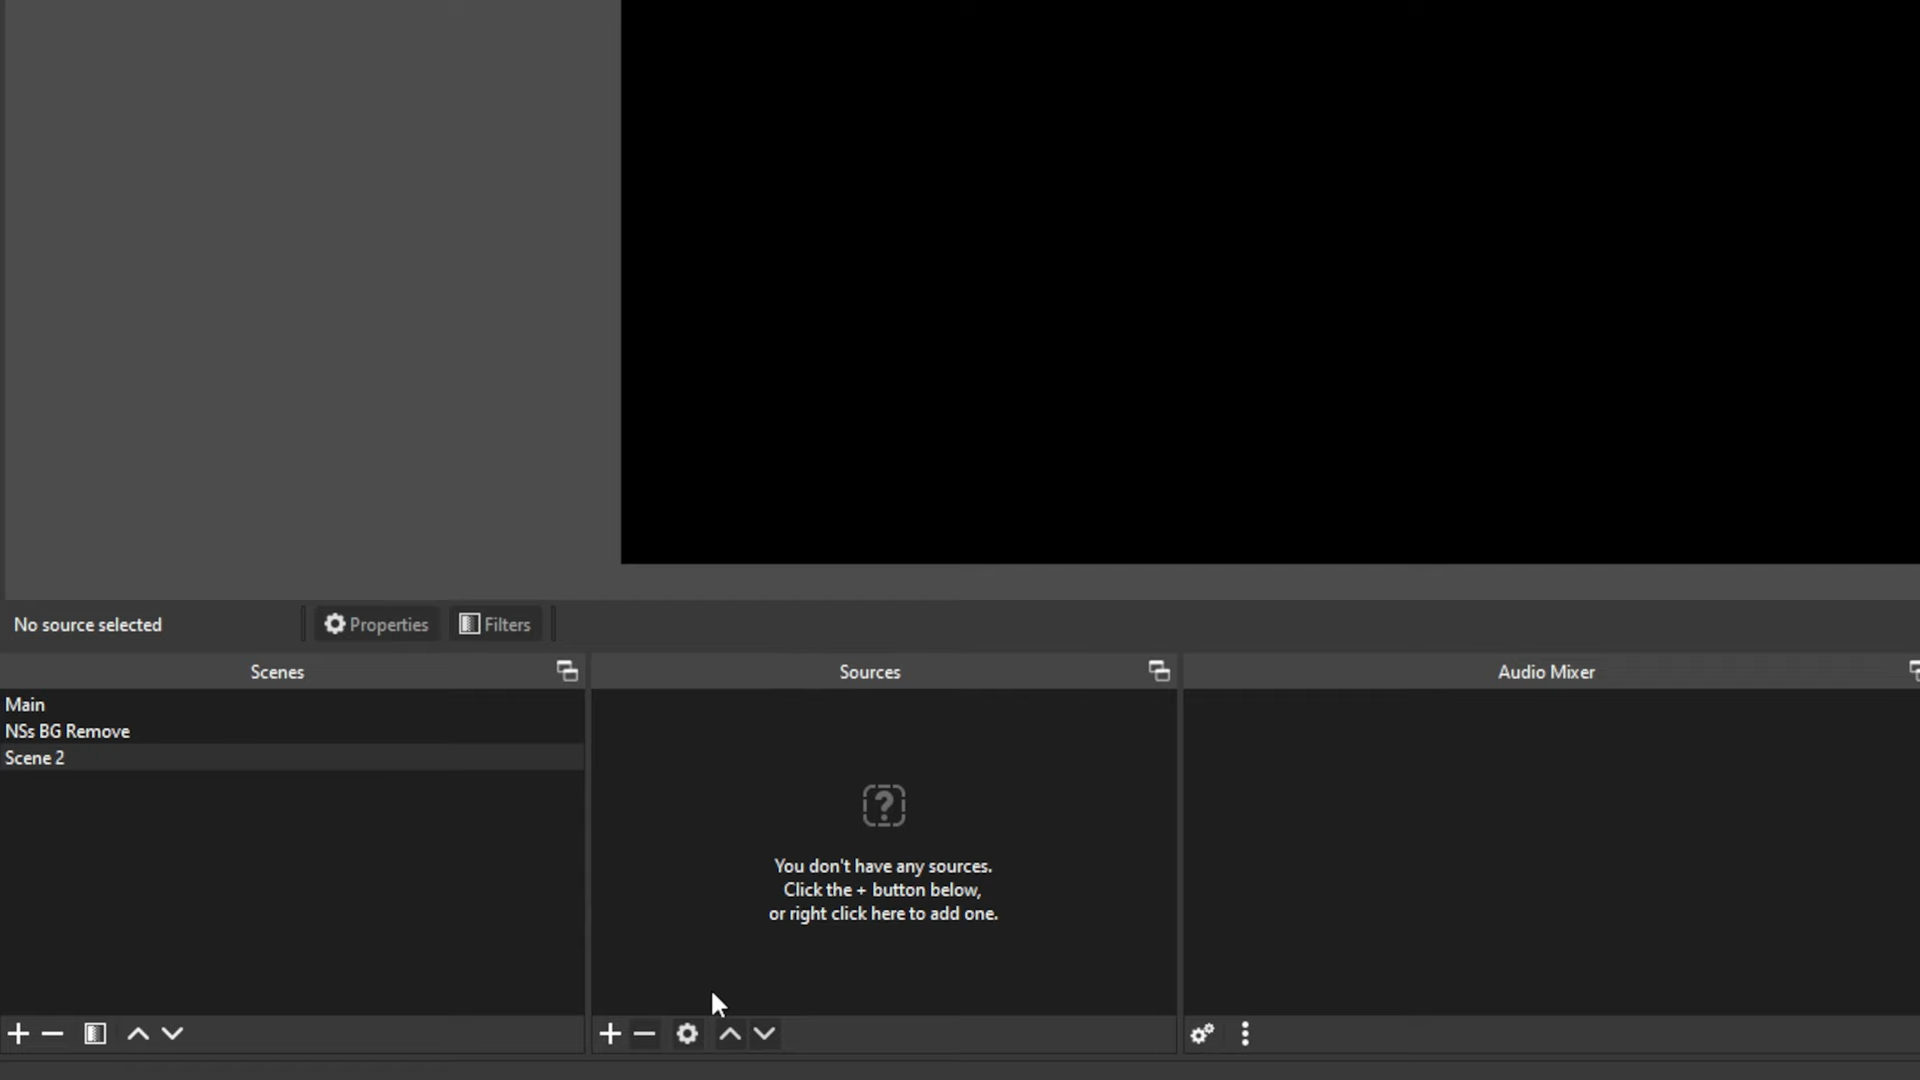 No source selected
Properties
Filters
Scenes
Sources
Audio Mixer
Main
NSs BG Remove
Scene 2
You don't have any sources.
Click the + button below,
or right click here to add one.